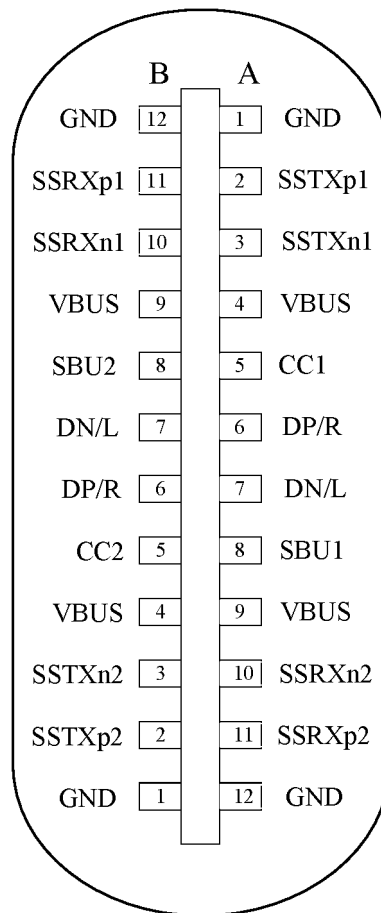 B A
GND 12 1 GND
SSRXp1 11 2 SSTXp1
SSRXn1 10 3 SSTXn1
VBUS 9 4 VBUS
SBU2 8 5 CC1
DN/L 7 6 DP/R
DP/R 6 7 DN/L
CC2 5 8 SBU1
VBUS 4 9 VBUS
SSTXn2 3 10 SSRXn2
SSTXp2 2 11 SSRXp2
GND 1 12 GND